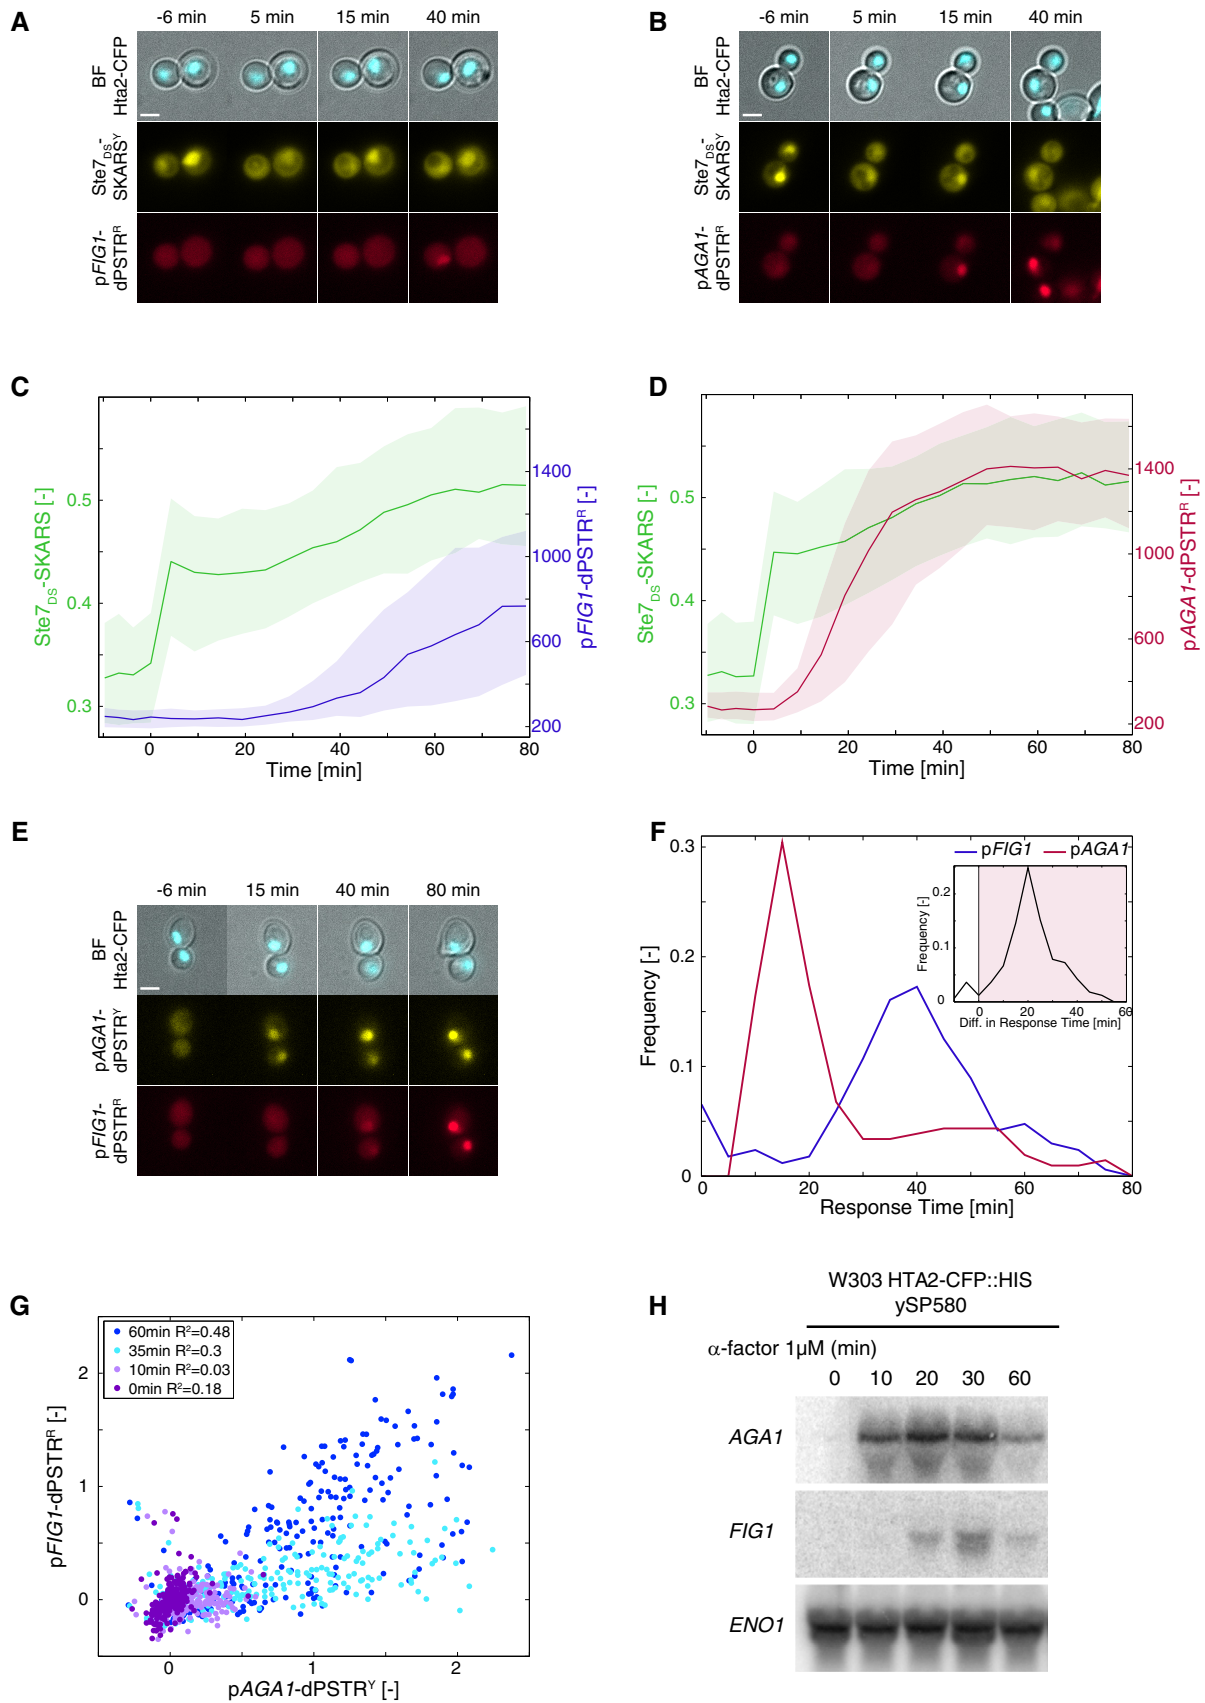 A
-6 min 5 min 15 min 40 min
BF
Hta2-CFP
Ste7DS-
SKARSY
pFIG1-
dPSTRR
B
-6 min 5 min 15 min 40 min
BF
Hta2-CFP
Ste7DS-
SKARSY
pAGA1-
dPSTRR
C
Ste7DS-SKARS [-]
0.5
0.4
0.3
1400
1000
600
200
pFIG1-dPSTRR [-]
0 20 40 60 80
Time [min]
D
Ste7DS-SKARS [-]
0.5
0.4
0.3
1400
1000
600
200
pAGA1-dPSTRR [-]
0 20 40 60 80
Time [min]
E
-6 min 15 min 40 min 80 min
BF
Hta2-CFP
pAGA1-
dPSTRY
pFIG1-
dPSTRR
F
Frequency [-]
0.3
0.2
0.1
0
0 20 40 60 80
Response Time [min]
pFIG1 pAGA1
Frequency [-]
0.2
0.1
0
0 20 40 60
Diff. in Response Time [min]
G
60min R2=0.48
35min R2=0.3
10min R2=0.03
0min R2=0.18
pFIG1-dPSTRR [-]
2
1
0
0 1 2
pAGA1-dPSTRY [-]
H
W303 HTA2-CFP::HIS
ySP580
α-factor 1µM (min)
0 10 20 30 60
AGA1
FIG1
ENO1